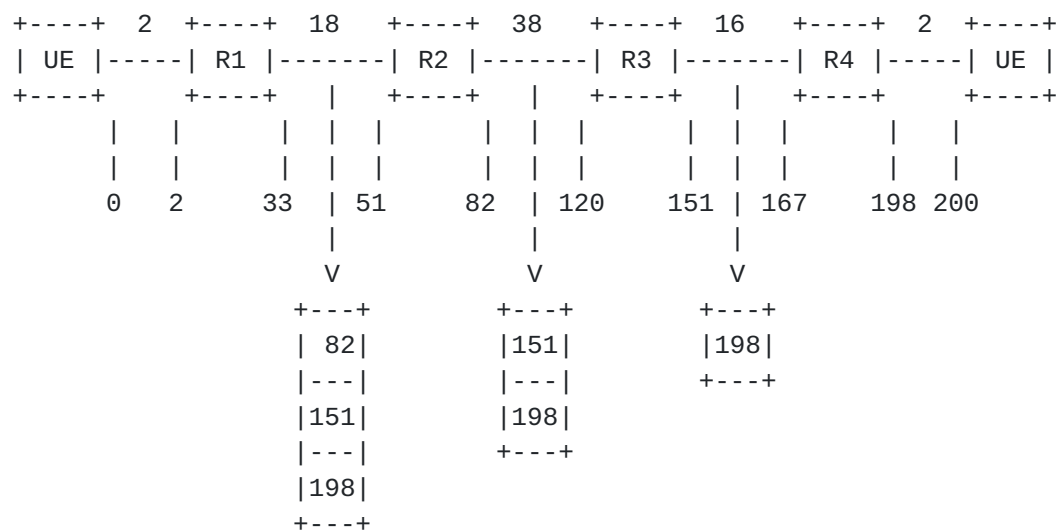 +----+  2  +----+  18   +----+  38   +----+  16   +----+  2  +----+
| UE |-----| R1 |-------| R2 |-------| R3 |-------| R4 |-----| UE |
+----+     +----+   |   +----+   |   +----+   |   +----+     +----+
      |   |      |  |  |      |  |  |      |  |  |      |   |
      |   |      |  |  |      |  |  |      |  |  |      |   |
      0   2     33  | 51     82  | 120    151 | 167    198 200
                    |            |            |
                    V            V            V
                  +---+        +---+        +---+
                  | 82|        |151|        |198|
                  |---|        |---|        +---+
                  |151|        |198|
                  |---|        +---+
                  |198|
                  +---+